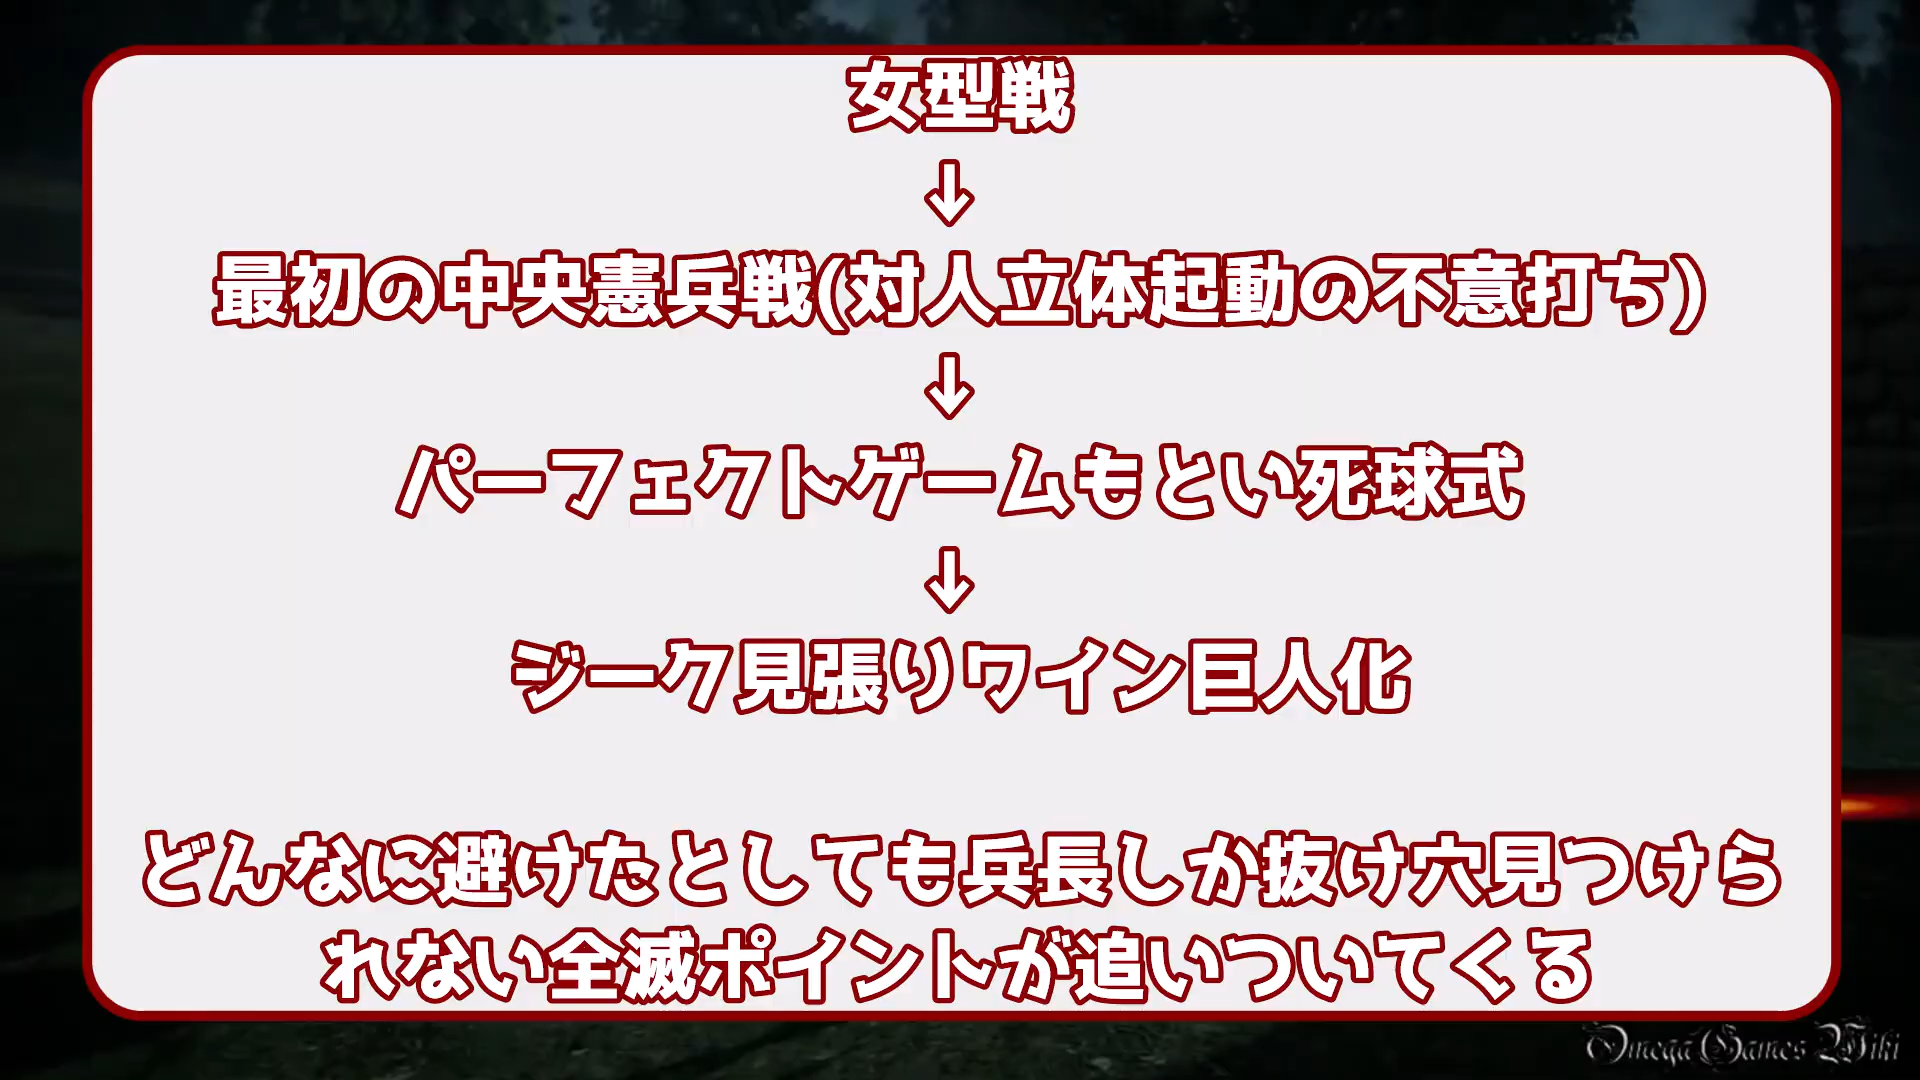 女型戦
↓
最初の中央憲兵戦(対人立体起動の不意打ち)
↓
パーフェクトゲームもとい死球式
↓
ジーク見張りワイン巨人化
どんなに避けたとしても兵長しか抜け穴見つけら
れない全滅ポイントが追いついてくる
Omega Games Wiki